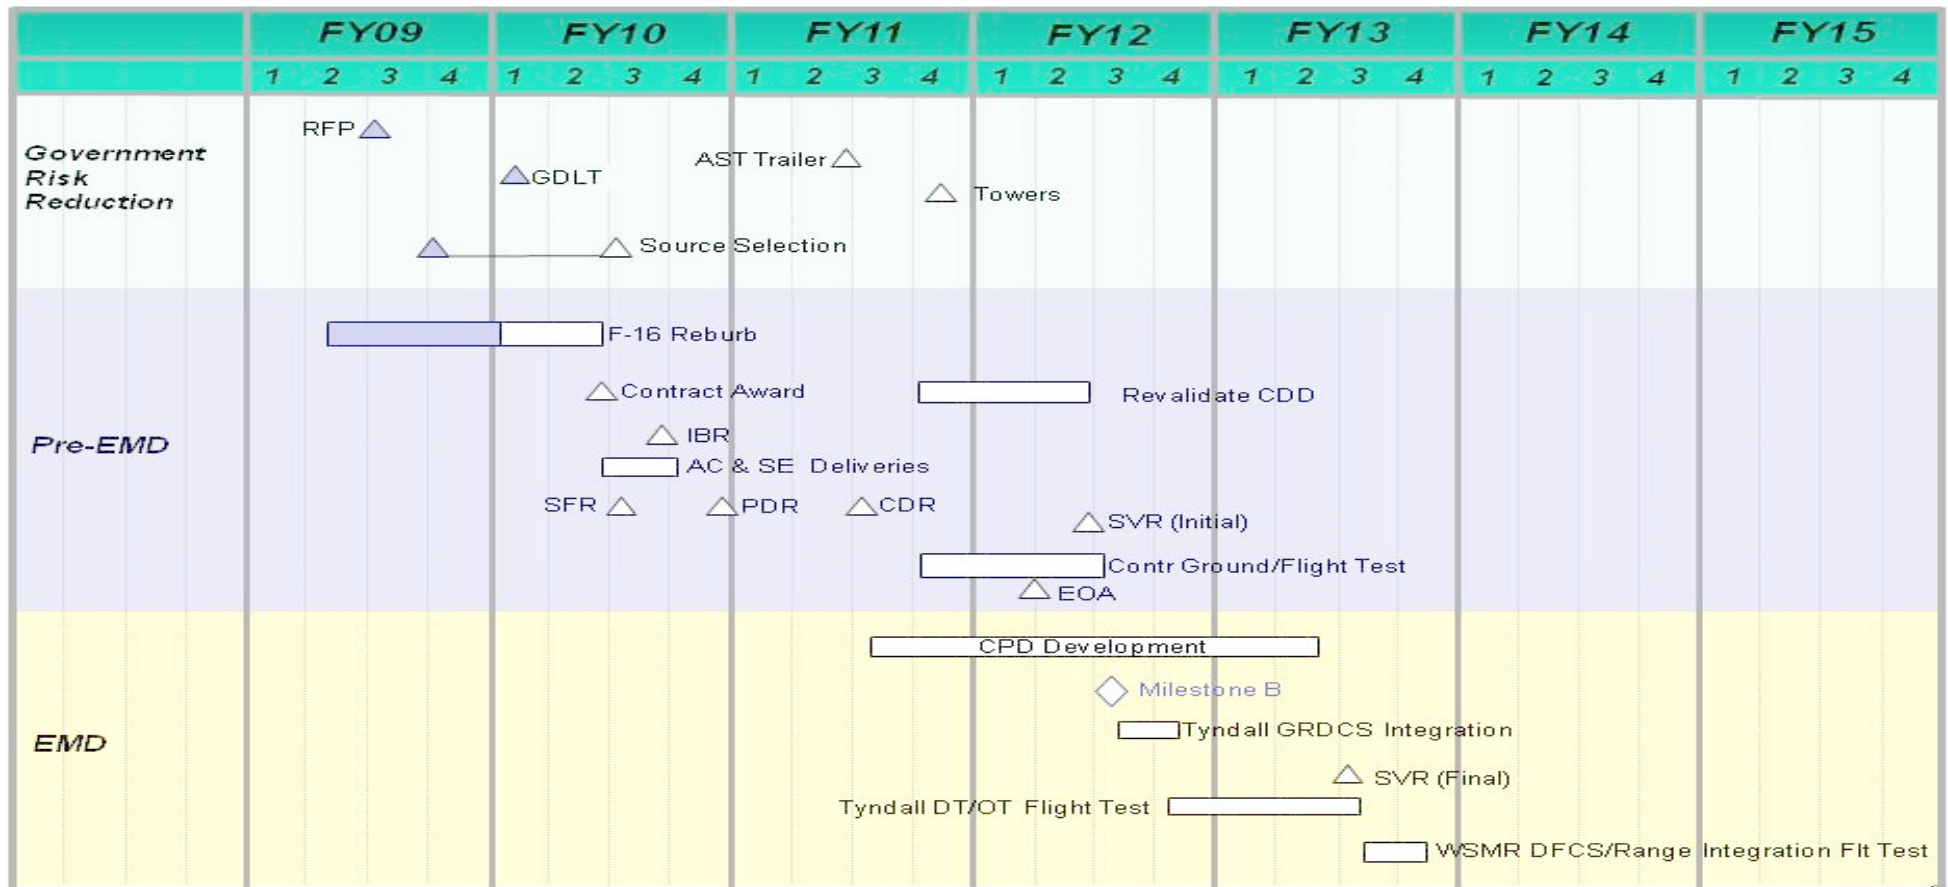 FY09 FY10 FY11 FY12 FY13 FY14 FY15
1 2 3 4 1 2 3 4 1 2 3 4 1 2 3 4 1 2 3 4 1 2 3 4 1 2 3 4
Government
Risk
Reduction
RFP
AST Trailer
GDLT
Towers
Source Selection
Pre-EMD
F-16 Reburb
Contract Award
Revalidate CDD
IBR
AC & SE Deliveries
SFR PDR CDR
SVR (Initial)
Contr Ground/Flight Test
EOA
EMD
CPD Development
Milestone B
Tyndall GRDCS Integration
SVR (Final)
Tyndall DT/OT Flight Test
WSMR DFCS/Range Integration Flt Test